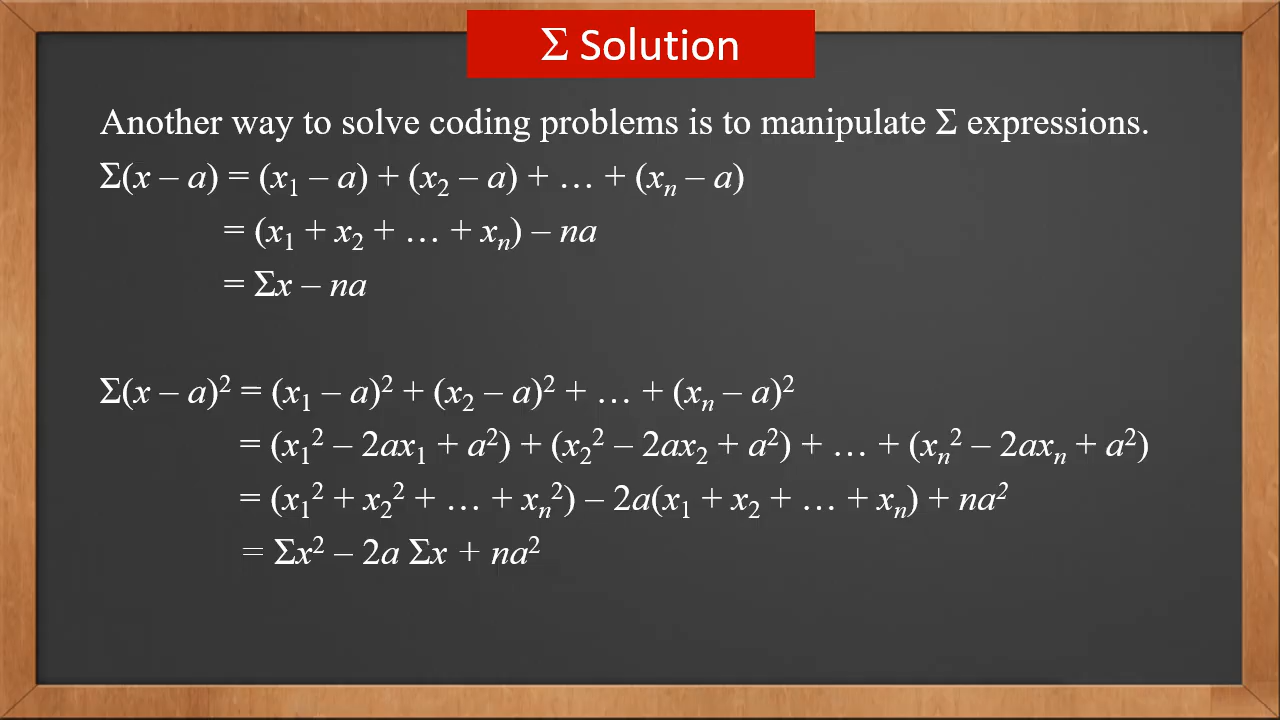 Σ Solution
Another way to solve coding problems is to manipulate Σ expressions.
Σ(x – a) = (x₁ – a) + (x₂ – a) + … + (xₙ – a)
= (x₁ + x₂ + … + xₙ) – na
= Σx – na
Σ(x – a)² = (x₁ – a)² + (x₂ – a)² + … + (xₙ – a)²
= (x₁² – 2ax₁ + a²) + (x₂² – 2ax₂ + a²) + … + (xₙ² – 2axₙ + a²)
= (x₁² + x₂² + … + xₙ²) – 2a(x₁ + x₂ + … + xₙ) + na²
= Σx² – 2a Σx + na²